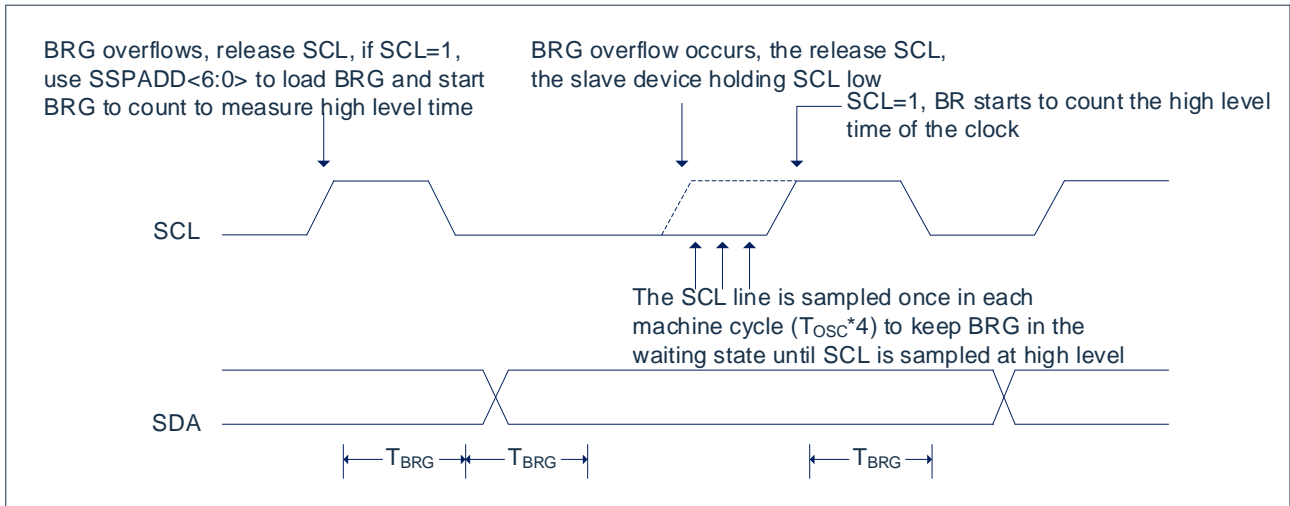 BRG overflows, release SCL, if SCL=1,
use SSPADD<6:0> to load BRG and start
BRG to count to measure high level time
BRG overflow occurs, the release SCL,
the slave device holding SCL low
SCL=1, BR starts to count the high level
time of the clock
SCL
The SCL line is sampled once in each
machine cycle (TOSC*4) to keep BRG in the
waiting state until SCL is sampled at high level
SDA
TBRG
TBRG
TBRG